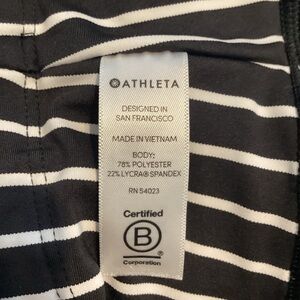 ATHLETA
DESIGNED IN
SAN FRANCISCO
MADE IN VIETNAM
BODY:
78% POLYESTER
22% LYCRA® SPANDEX
RN 54023
Certified
B
Corporation